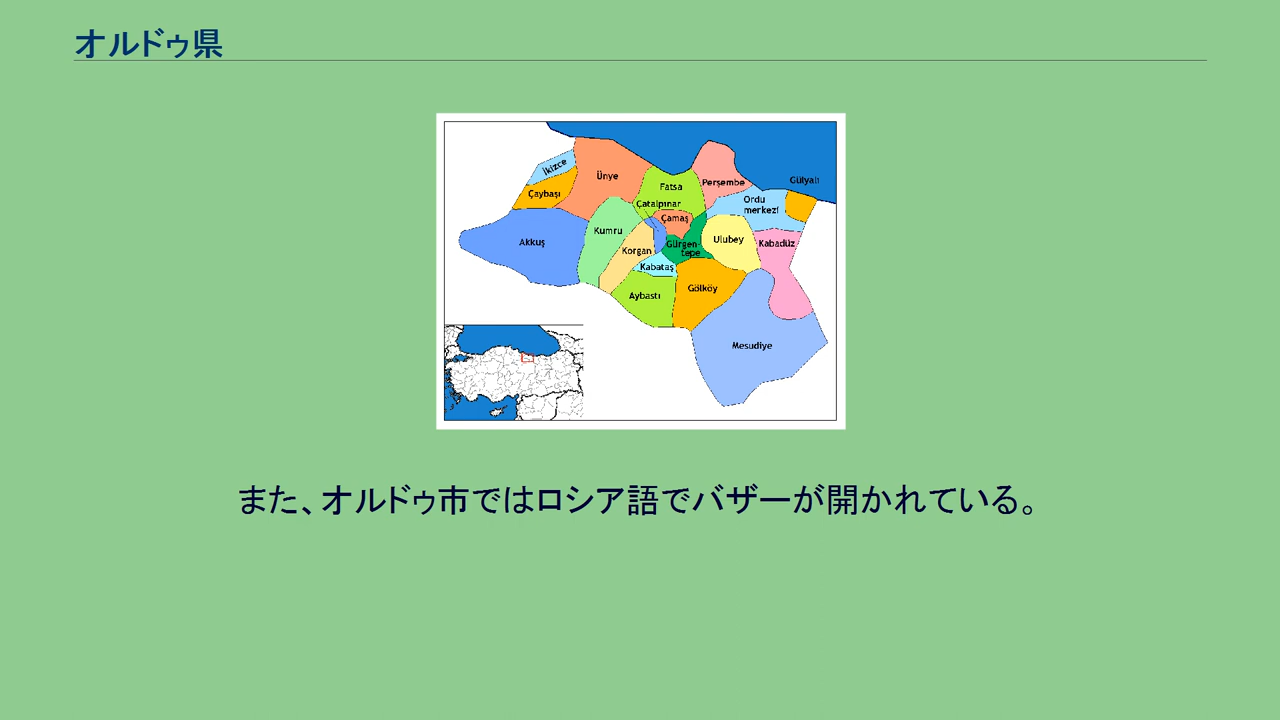 オルドゥ県
İkizce
Ünye
Çaybaşı
Fatsa
Perşembe
Gülyalı
Çatalpınar
Ordu
merkezi
Çamaş
Kumru
Akkuş
Korgan
Gürgen-
tepe
Ulubey
Kabadüz
Kabataş
Aybastı
Gölköy
Mesudiye
また、オルドゥ市ではロシア語でバザーが開かれている。